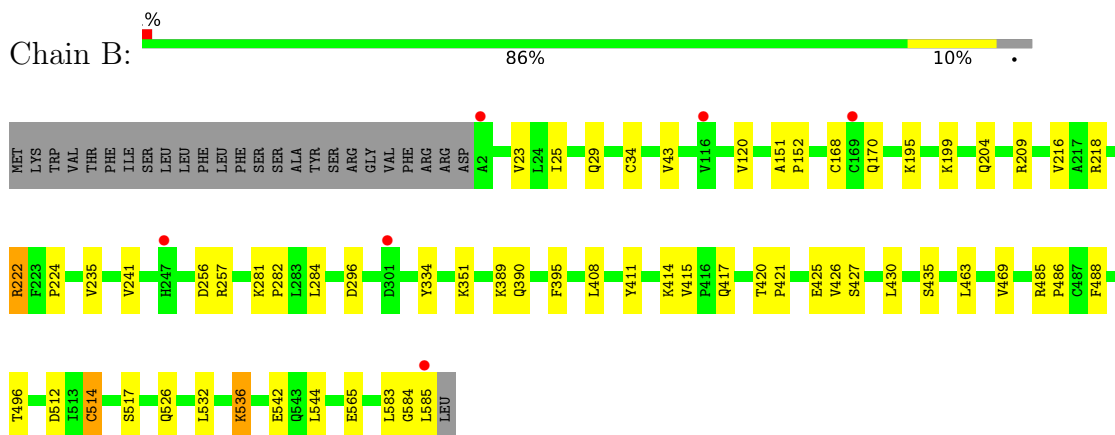 %
Chain B:
86% 10% •
MET LYS TRP VAL THR PHE ILE SER LEU LEU PHE LEU PHE SER SER ALA TYR SER ARG GLY VAL PHE ARG ARG ASP A2 V23 L24 I25 Q29 C34 V43 V116 V120 A151 P152 C168 C169 Q170 K195 K199 Q204 R209 V216 A217 R218
R222 F223 P224 V235 V241 H247 D256 R257 K281 P282 L283 L284 D296 D301 Y334 K351 K389 Q390 F395 L408 Y411 K414 V415 P416 Q417 T420 P421 E425 V426 S427 L430 S435 L463 V469 R485 P486 C487 F488
T496 D512 I513 C514 S517 Q526 L532 K536 E542 Q543 L544 E565 L583 G584 L585 LEU